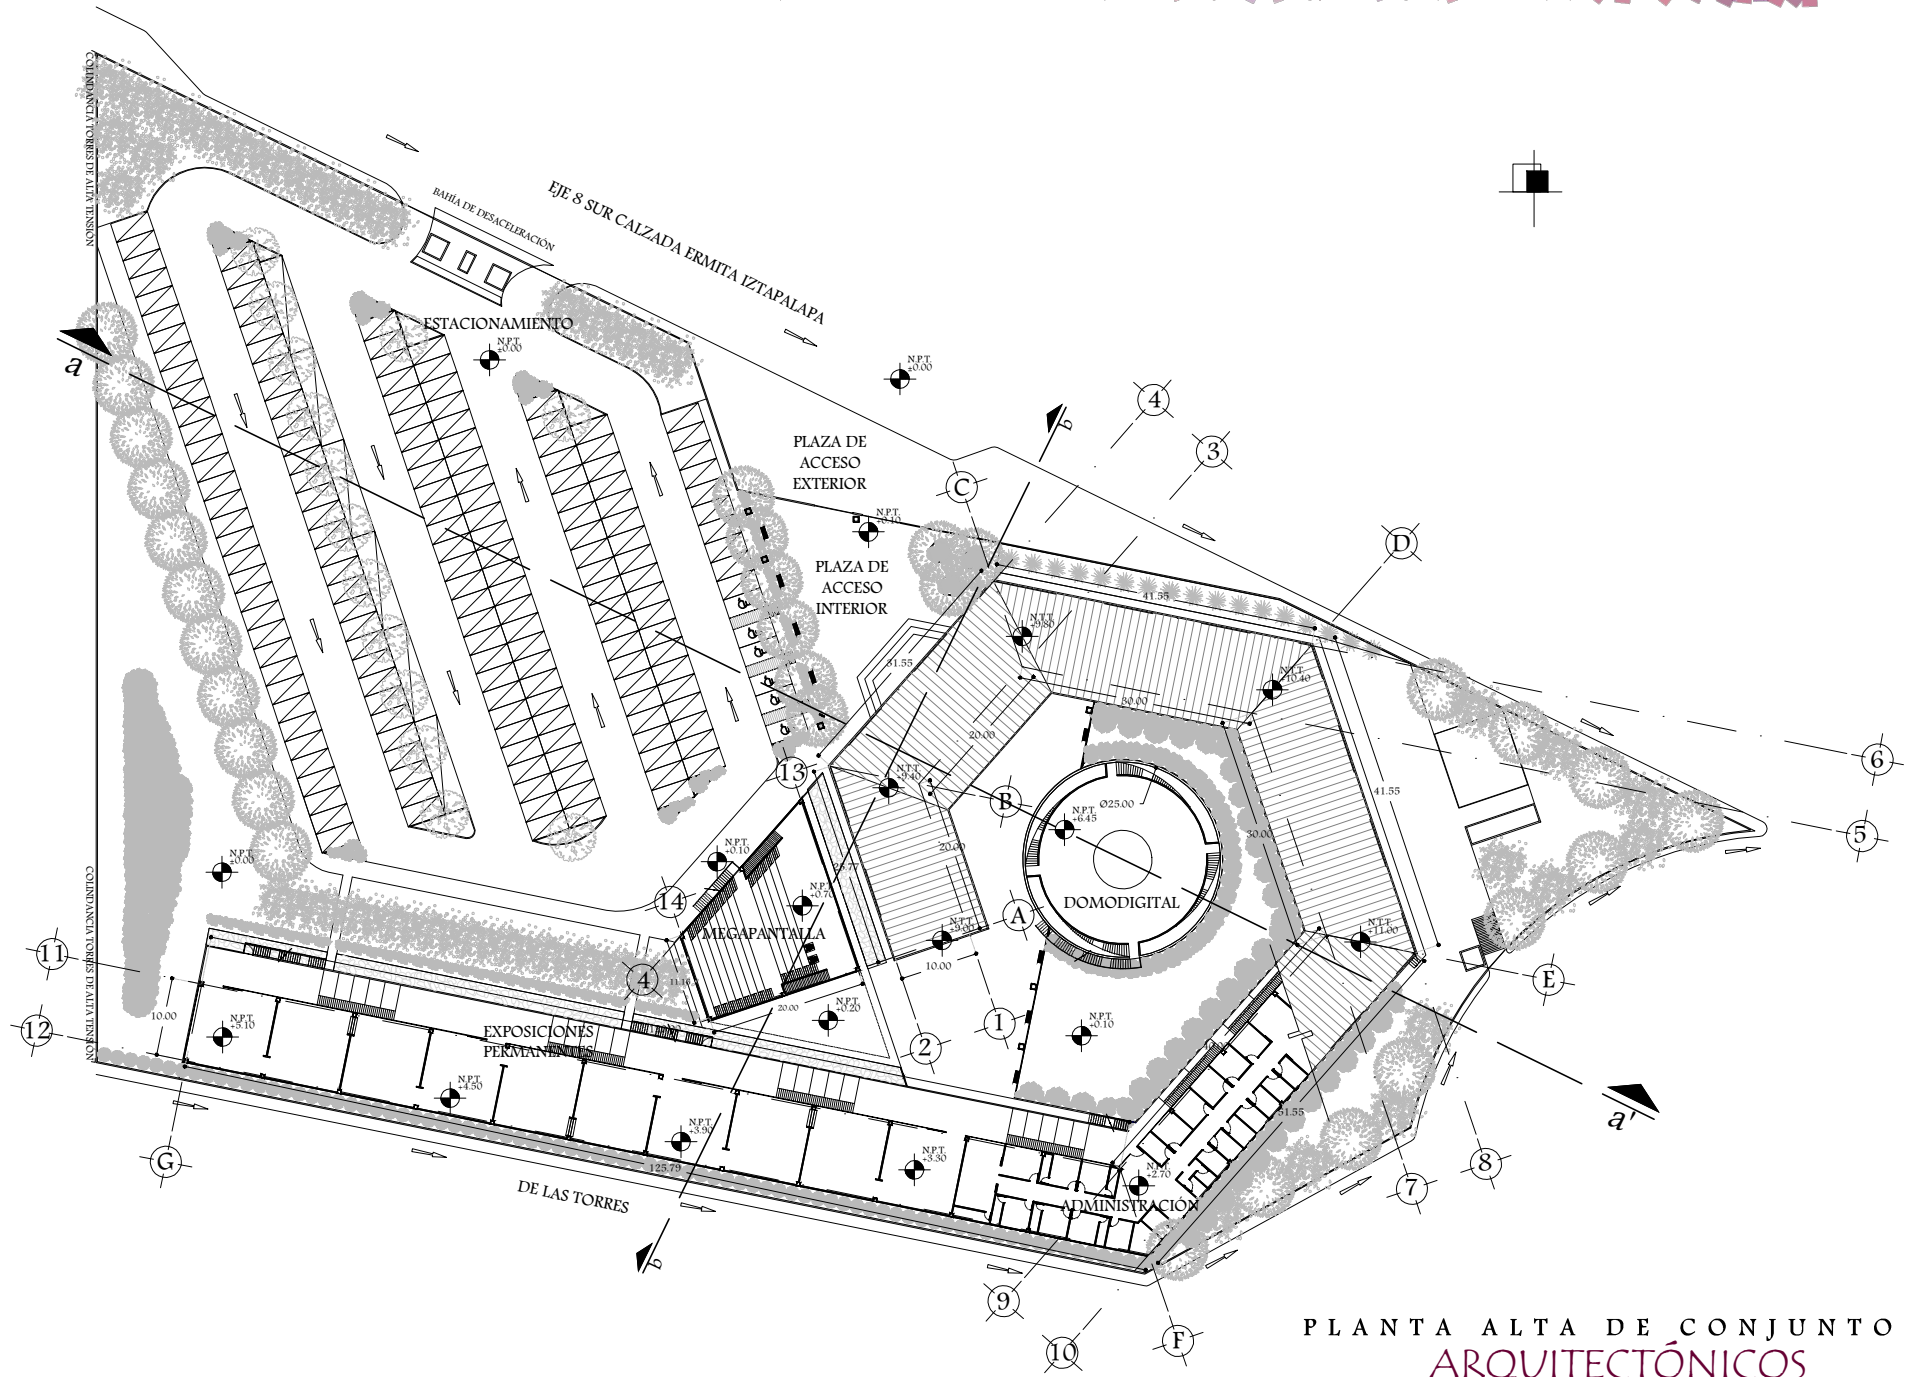 COLINDANCIA TORRES DE ALTA TENSIÓN
BAHÍA DE DESACELERACIÓN
EJE 8 SUR CALZADA ERMITA IZTAPALAPA
ESTACIONAMIENTO
N.P.T.
±0.00
N.P.T.
±0.00
a
b
4
3
PLAZA DE
ACCESO
EXTERIOR
C
N.P.T.
+0.10
D
PLAZA DE
ACCESO
INTERIOR
41.55
N.T.T.
+9.80
31.55
N.T.T.
+10.40
30.00
20.00
13
N.T.T.
+9.40
B
6
5
41.55
Ø25.00
N.P.T.
+6.45
30.00
20.00
N.P.T.
±0.00
N.P.T.
+0.10
N.P.T.
+0.70
14
DOMODIGITAL
A
MEGAPANTALLA
N.T.T.
+9.00
N.T.T.
+11.00
COLINDANCIA TORRES DE ALTA TENSIÓN
11
4
10.00
E
20.00
N.P.T.
+0.20
10.00
12
N.P.T.
+5.10
EXPOSICIONES
PERMANENTES
1
2
N.P.T.
+0.10
40.00
N.P.T.
+4.50
51.55
a'
N.P.T.
+3.90
N.P.T.
+3.30
125.79
G
N.P.T.
+2.70
ADMINISTRACIÓN
8
7
DE LAS TORRES
b
9
F
10
PLANTA ALTA DE CONJUNTO
ARQUITECTÓNICOS